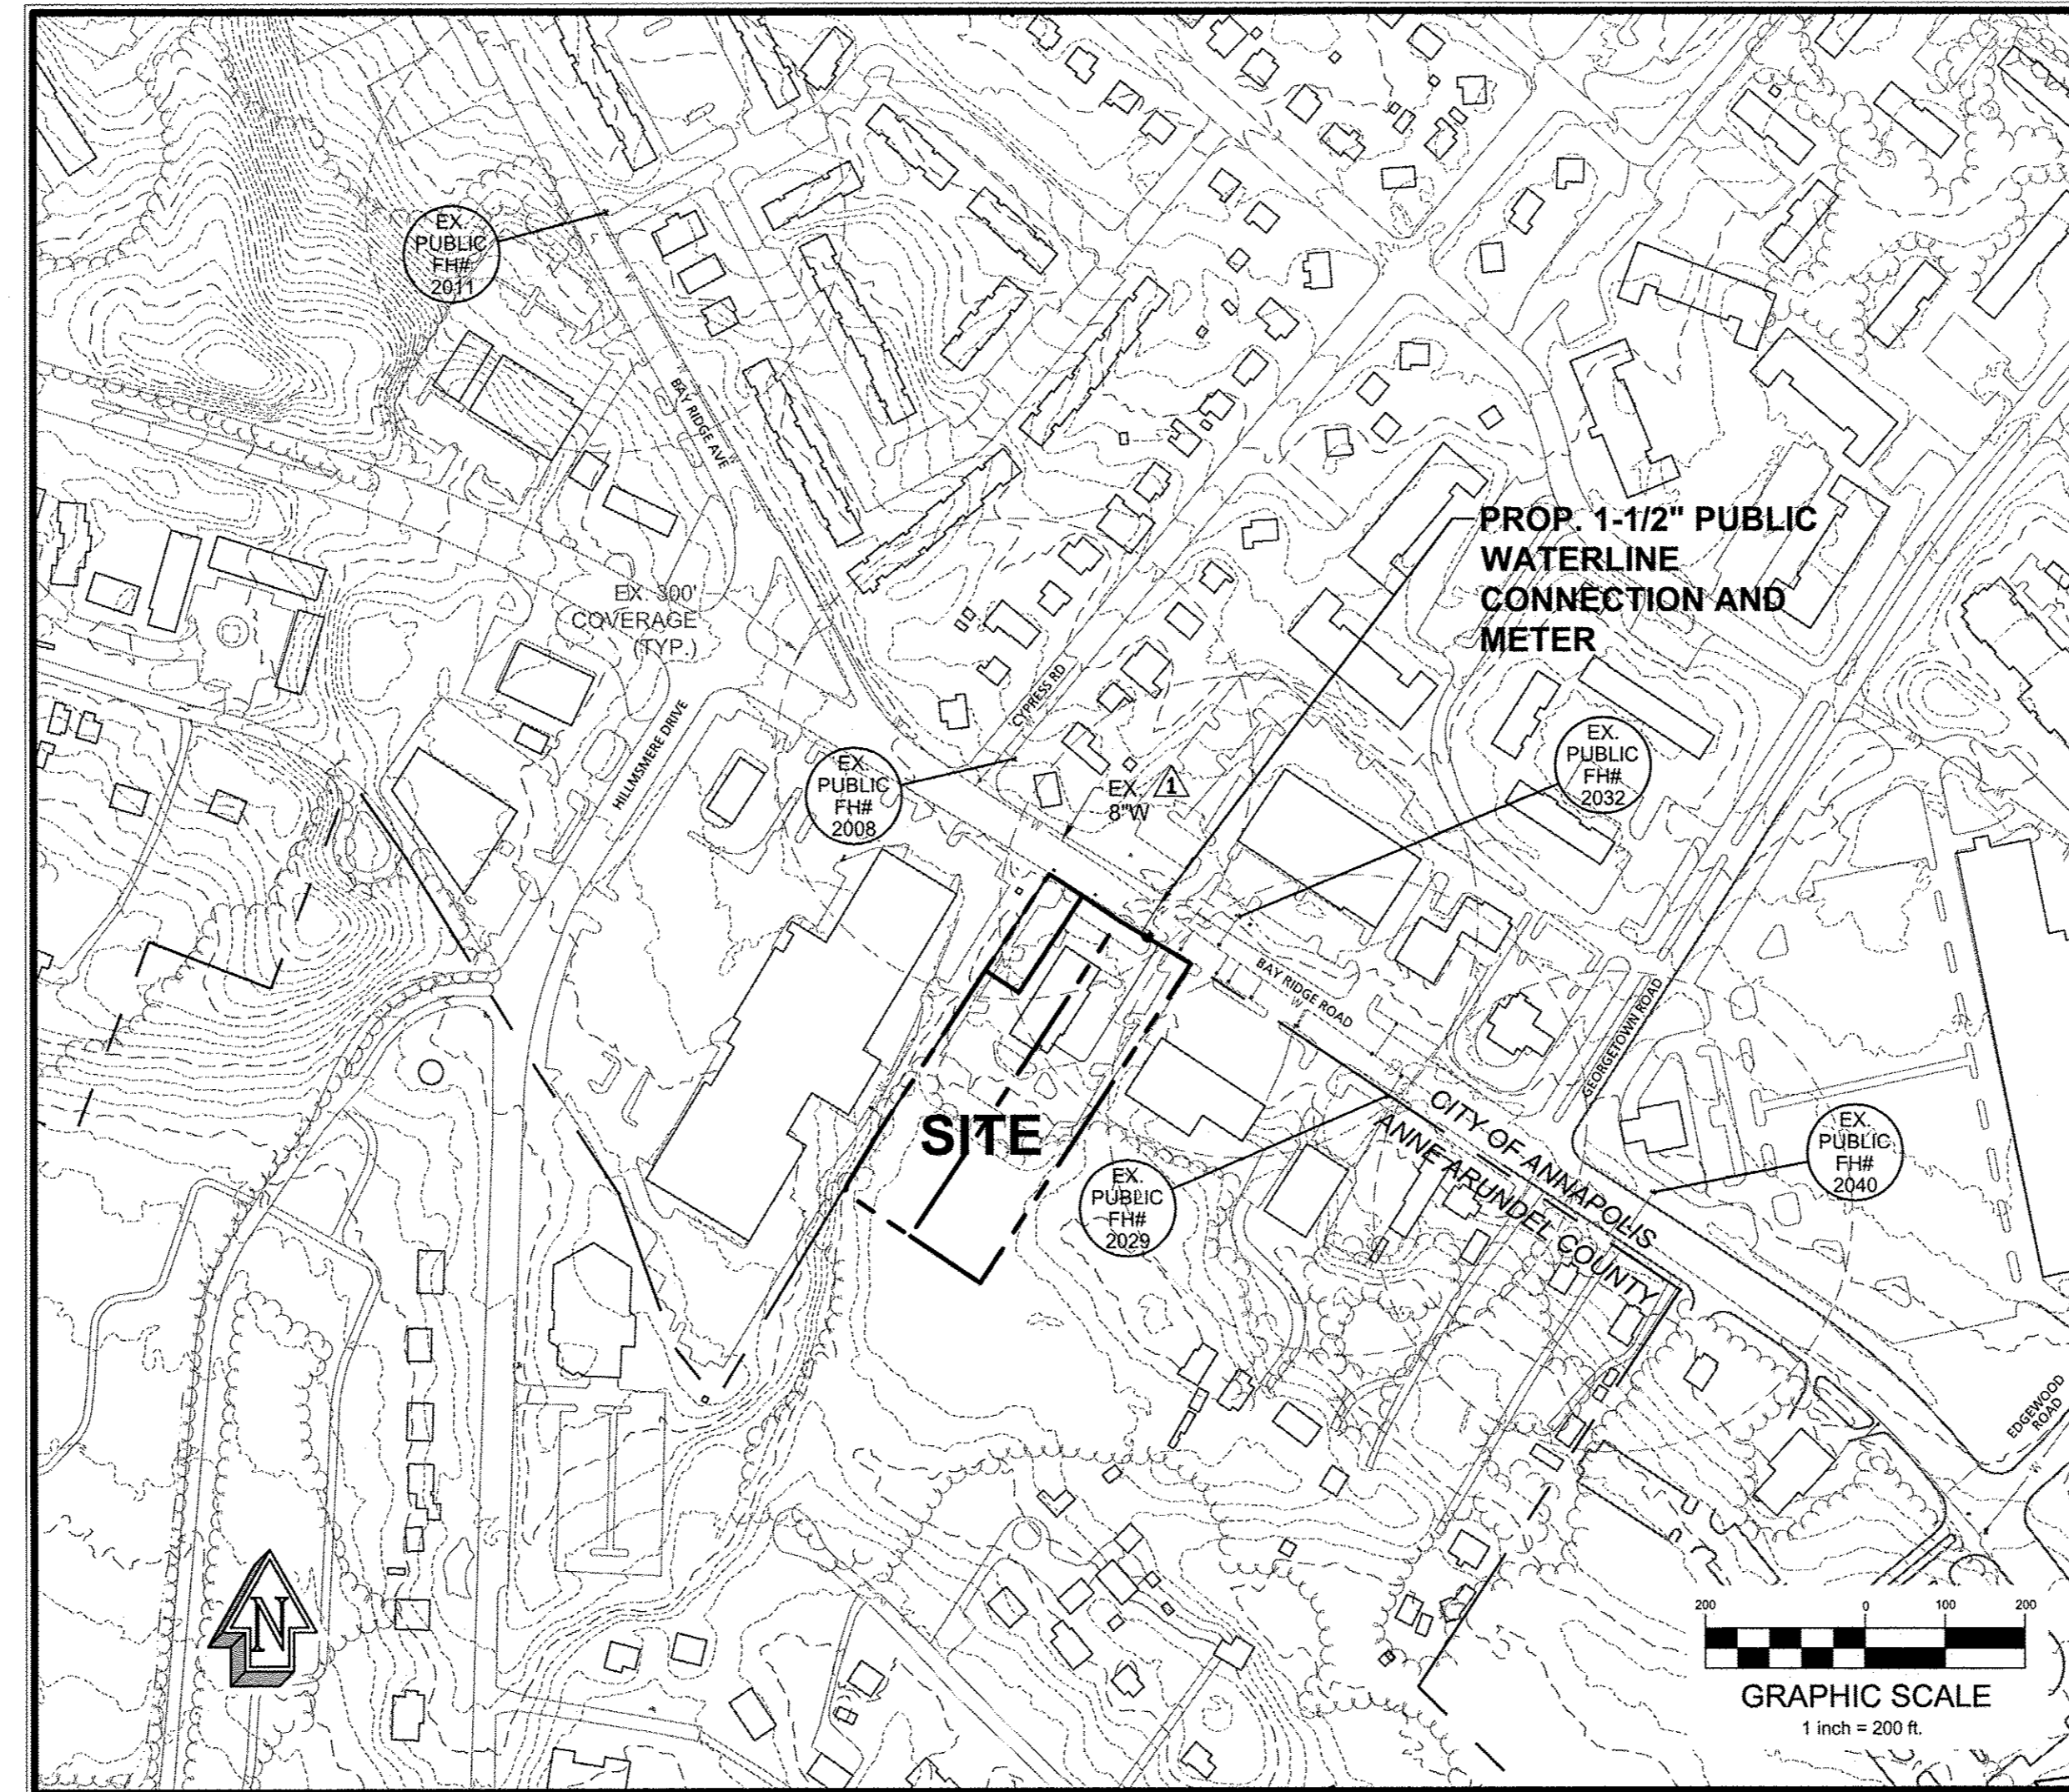 EX.
PUBLIC
FH#
2011
BAY RIDGE AVE
PROP. 1-1/2" PUBLIC
WATERLINE
CONNECTION AND
METER
EX. 300'
COVERAGE
(TYP.)
CYPRESS RD
HILLMSMERE DRIVE
EX.
PUBLIC
FH#
2008
EX.
8"W
1
EX.
PUBLIC
FH#
2032
BAY RIDGE ROAD
GEORGETOWN ROAD
SITE
CITY OF ANNAPOLIS
ANNE ARUNDEL COUNTY
EX.
PUBLIC
FH#
2029
EX.
PUBLIC
FH#
2040
EDGEWOOD
ROAD
N
200 0 100 200
GRAPHIC SCALE
1 inch = 200 ft.